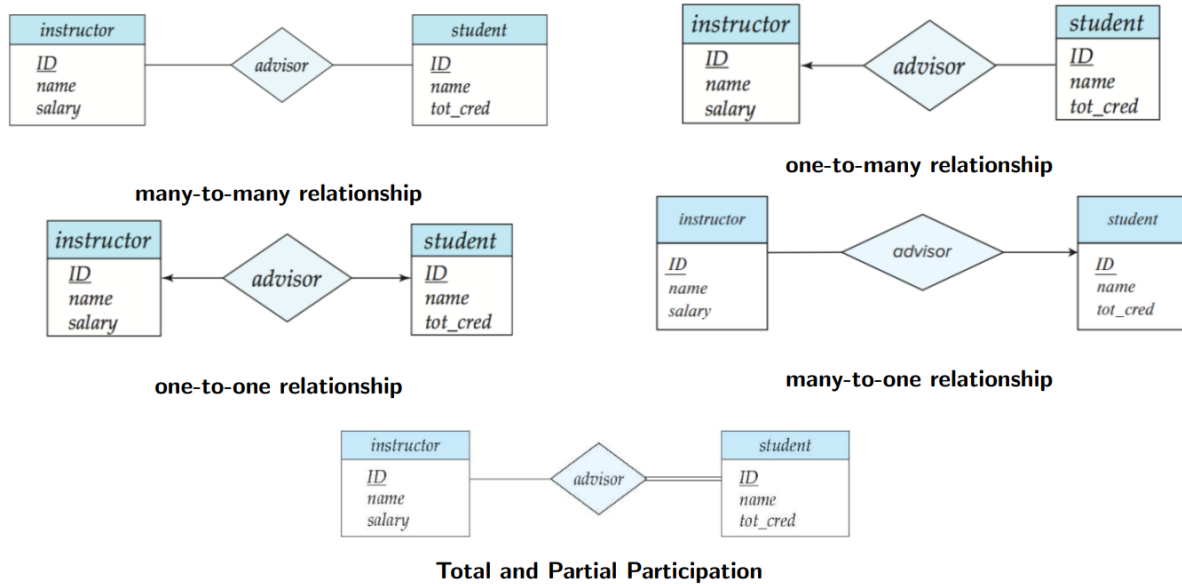 instructor
ID
name
salary
advisor
student
ID
name
tot_cred
many-to-many relationship
instructor
ID
name
salary
advisor
student
ID
name
tot_cred
one-to-many relationship
instructor
ID
name
salary
advisor
student
ID
name
tot_cred
one-to-one relationship
instructor
ID
name
salary
advisor
student
ID
name
tot_cred
many-to-one relationship
instructor
ID
name
salary
advisor
student
ID
name
tot_cred
Total and Partial Participation